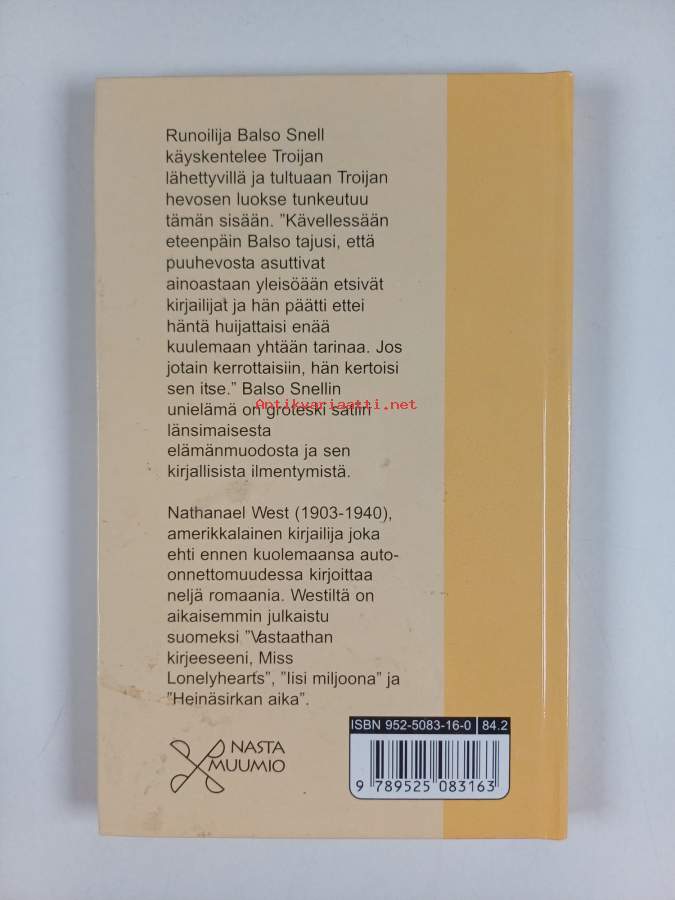 Runoilija Balso Snell
käyskentelee Troijan
lähettyvillä ja tultuaan Troijan
hevosen luokse tunkeutuu
tämän sisään. ”Kävellessään
eteenpäin Balso tajusi, että
puuhevosta asuttivat
ainoastaan yleisöään etsivät
kirjailijat ja hän päätti ettei
häntä huijattaisi enää
kuulemaan yhtään tarinaa. Jos
jotain kerrottaisiin, hän kertoisi
sen itse.” Balso Snellin
Antikvariaatti.net
unielämä on groteski satiiri
länsimaisesta
elämänmuodosta ja sen
kirjallisista ilmentymistä.
Nathanael West (1903-1940),
amerikkalainen kirjailija joka
ehti ennen kuolemaansa auto-
onnettomuudessa kirjoittaa
neljä romaania. Westiltä on
aikaisemmin julkaistu
suomeksi ”Vastaathan
kirjeeseeni, Miss
Lonelyhearts”, ”Iisi miljoona” ja
”Heinäsirkan aika”.
NASTA
MUUMIO
ISBN 952-5083-16-0 84.2
9 789525 083163